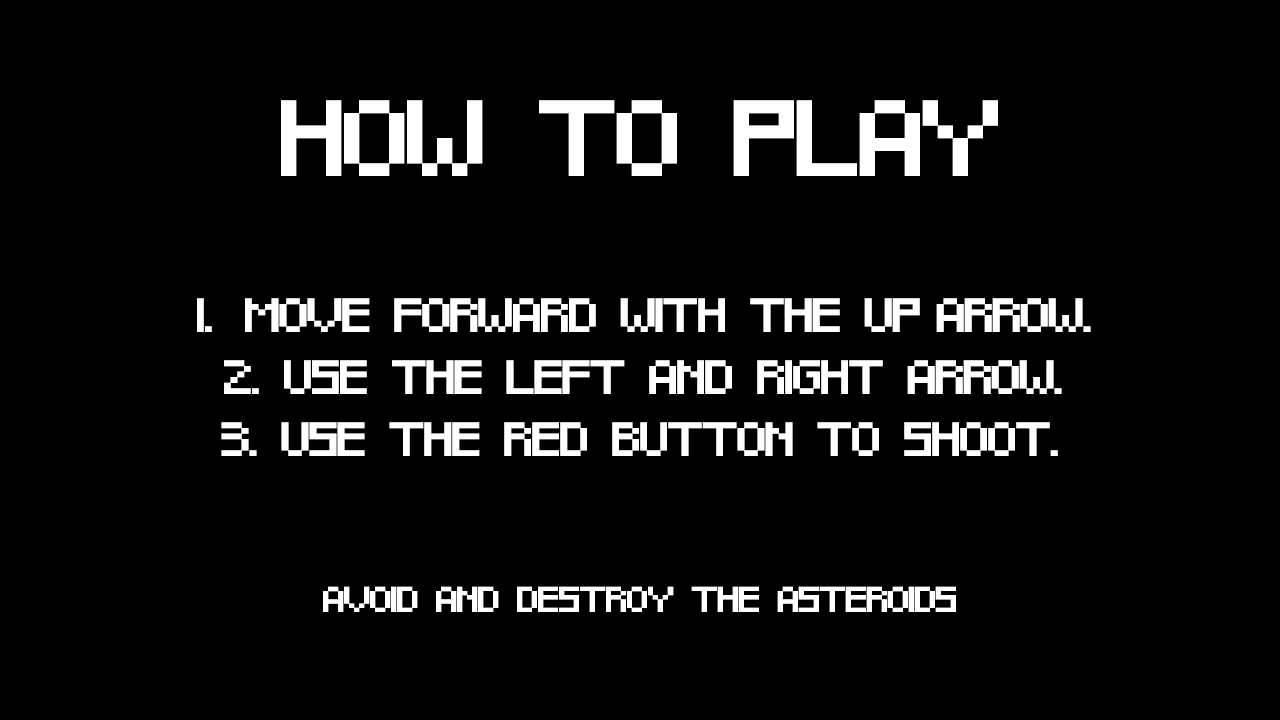 HOW TO PLAY
1. MOVE FORWARD WITH THE UP ARROW.
2. USE THE LEFT AND RIGHT ARROW.
3. USE THE RED BUTTON TO SHOOT.
AVOID AND DESTROY THE ASTEROIDS